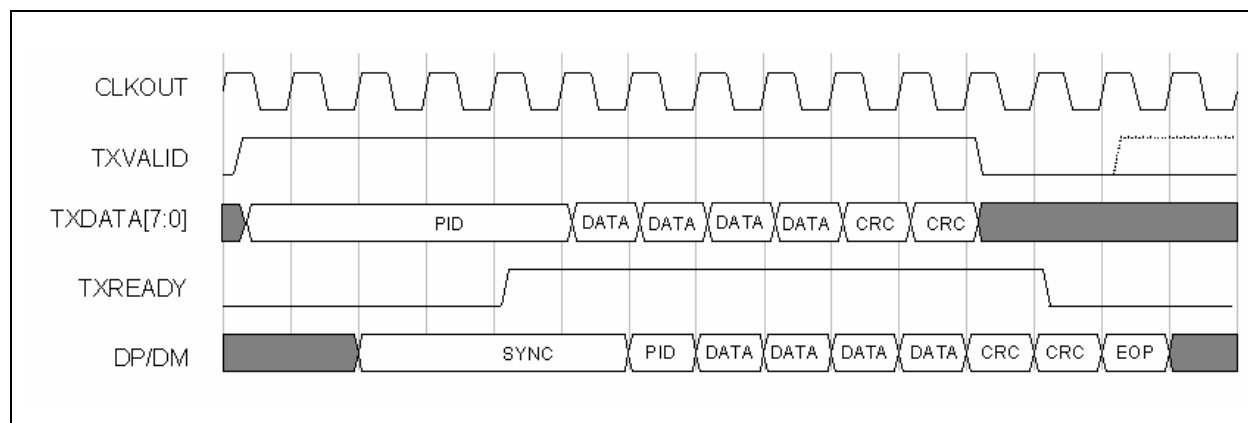 CLKOUT
TXVALID
TXDATA[7:0] PID DATA DATA DATA DATA CRC CRC
TXREADY
DP/DM SYNC PID DATA DATA DATA DATA CRC CRC EOP